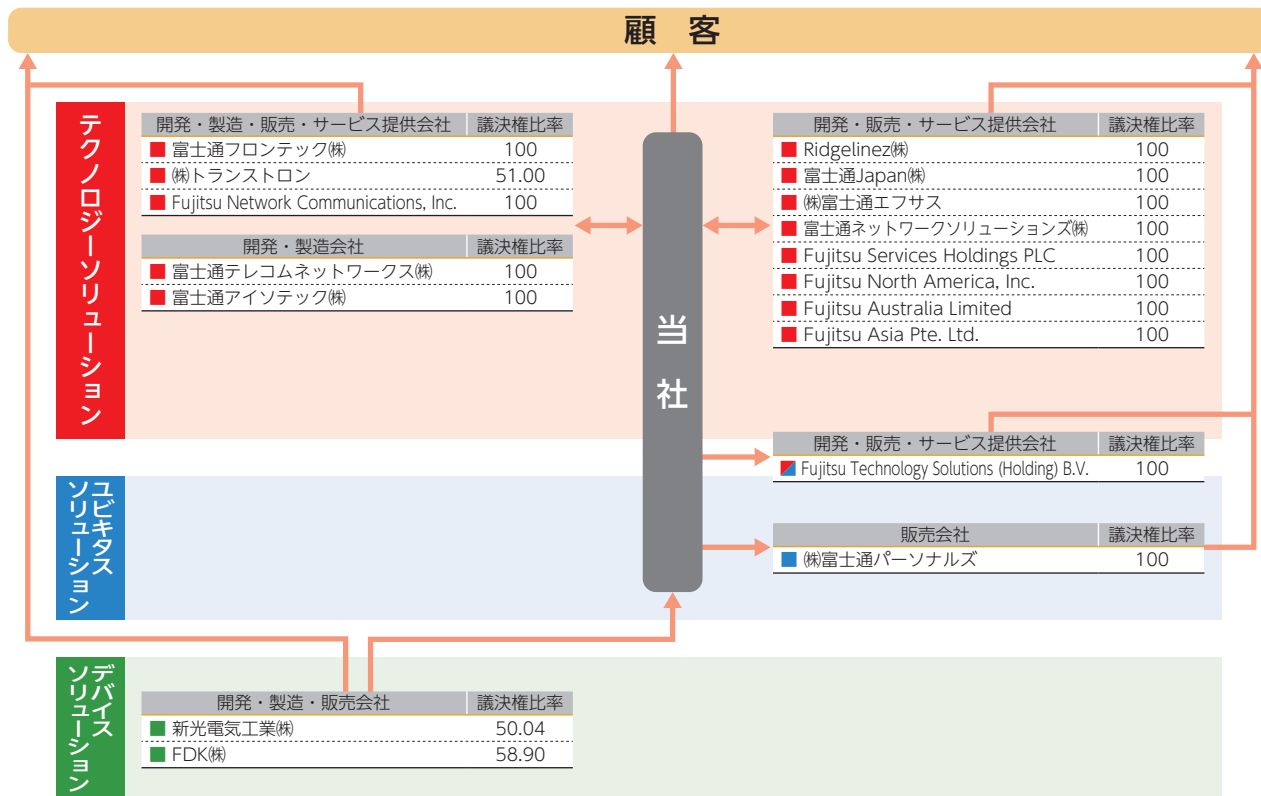 顧 客
テクノロジーソリューション
開発・製造・販売・サービス提供会社 議決権比率
富士通フロンテック㈱ 100
㈱トランストロン 51.00
Fujitsu Network Communications, Inc. 100
開発・製造会社 議決権比率
富士通テレコムネットワークス㈱ 100
富士通アイソテック㈱ 100
当社
開発・販売・サービス提供会社 議決権比率
Ridgelinez㈱ 100
富士通Japan㈱ 100
㈱富士通エフサス 100
富士通ネットワークソリューションズ㈱ 100
Fujitsu Services Holdings PLC 100
Fujitsu North America, Inc. 100
Fujitsu Australia Limited 100
Fujitsu Asia Pte. Ltd. 100
開発・販売・サービス提供会社 議決権比率
Fujitsu Technology Solutions (Holding) B.V. 100
ユビキタス
ソリューション
販売会社 議決権比率
㈱富士通パーソナルズ 100
デバイス
ソリューション
開発・製造・販売会社 議決権比率
新光電気工業㈱ 50.04
FDK㈱ 58.90